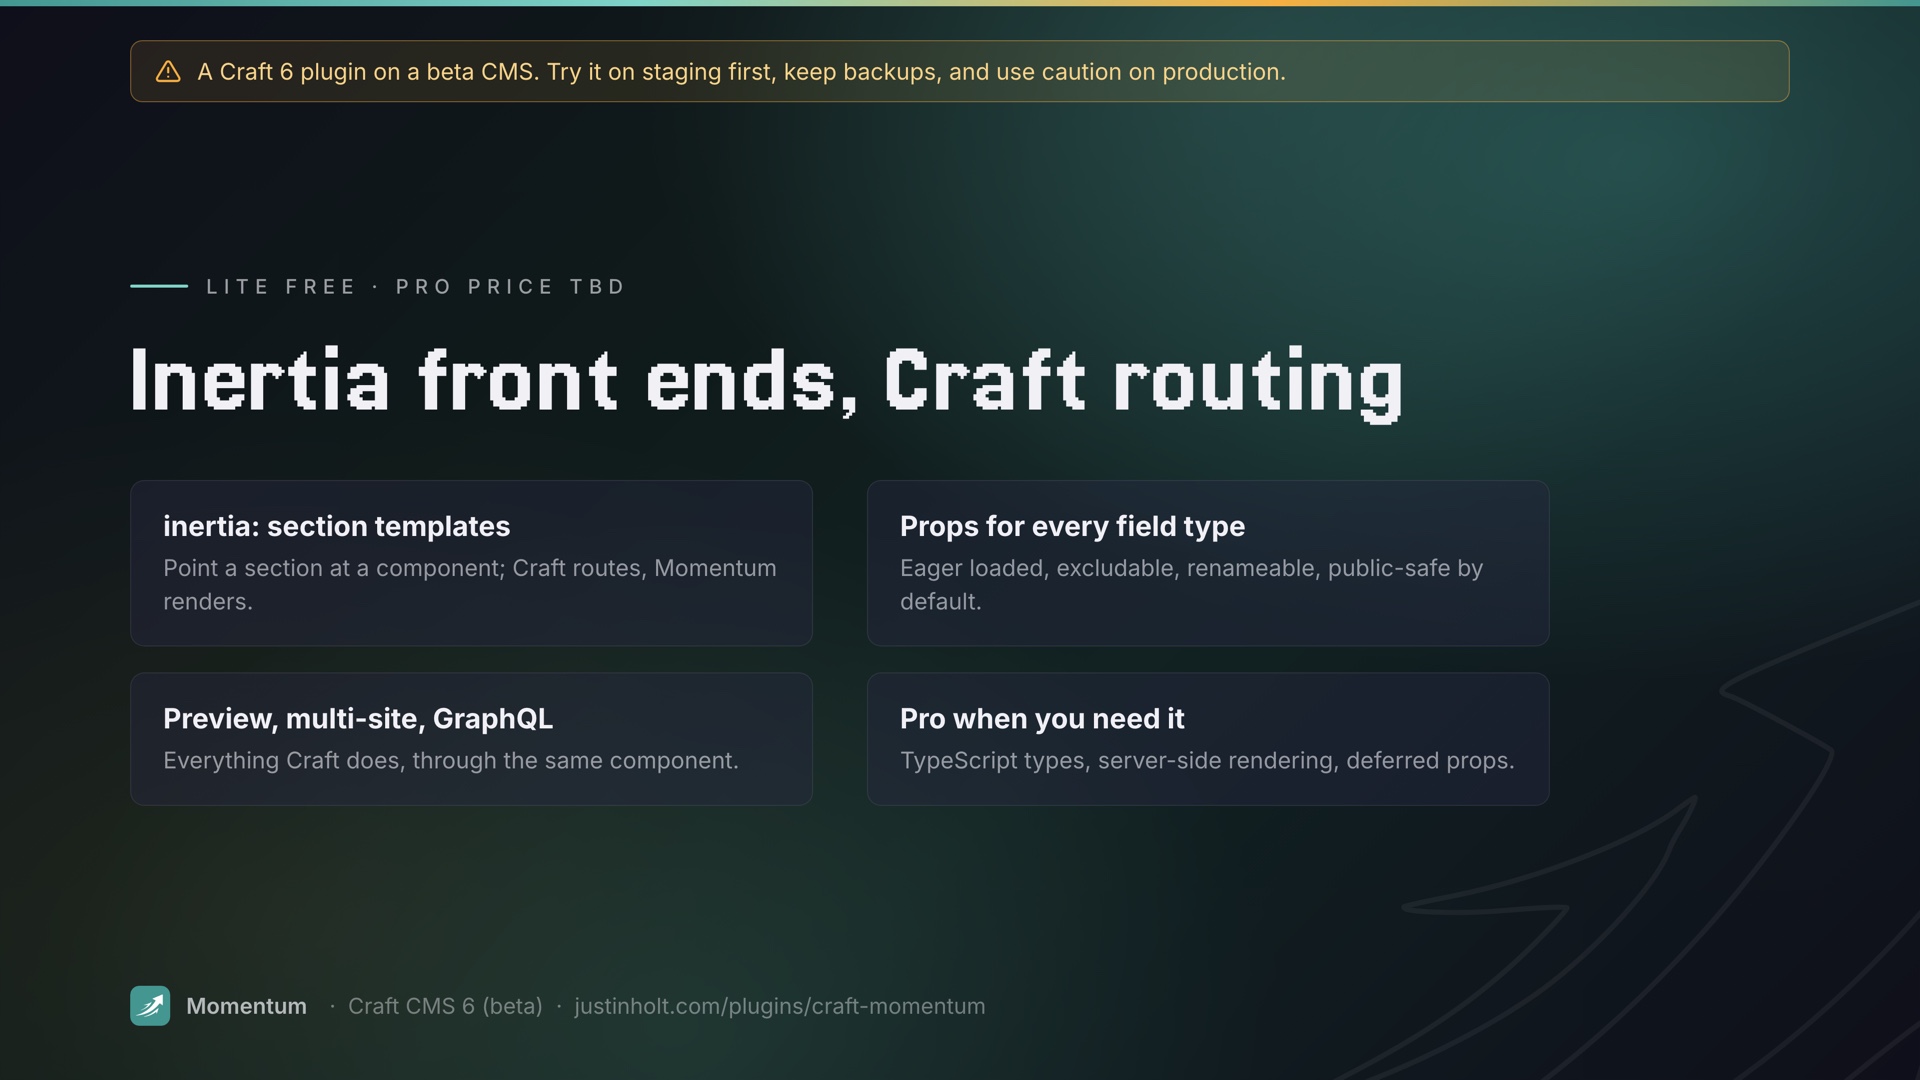 A Craft 6 plugin on a beta CMS. Try it on staging first, keep backups, and use caution on production.
LITE FREE · PRO PRICE TBD
Inertia front ends, Craft routing
inertia: section templates
Point a section at a component; Craft routes, Momentum
renders.
Props for every field type
Eager loaded, excludable, renameable, public-safe by
default.
Preview, multi-site, GraphQL
Everything Craft does, through the same component.
Pro when you need it
TypeScript types, server-side rendering, deferred props.
Momentum · Craft CMS 6 (beta) · justinholt.com/plugins/craft-momentum